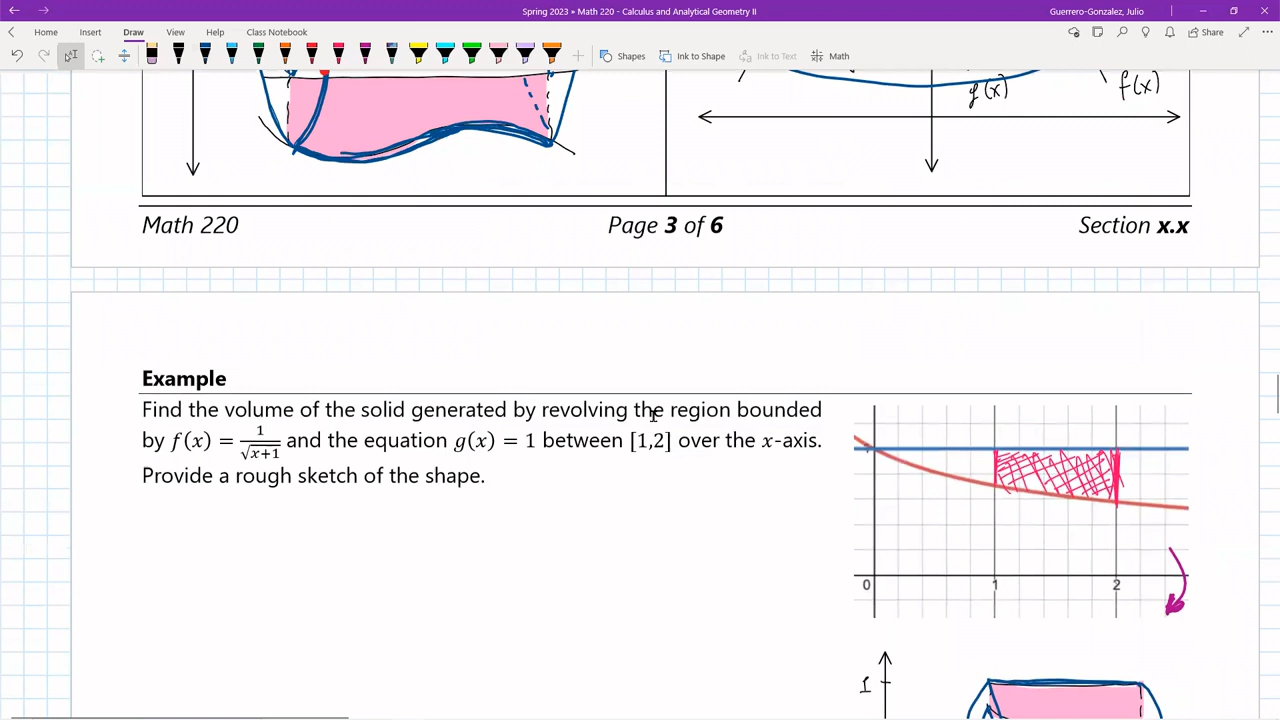 Spring 2023 » Math 220 - Calculus and Analytical Geometry II
Guerrero-Gonzalez, Julio
Home Insert Draw View Help Class Notebook
Share
Shapes Ink to Shape Ink to Text Math
g(x)
f(x)
Math 220 Page 3 of 6 Section x.x
Example
Find the volume of the solid generated by revolving the region bounded
by f(x) = 1/√(x+1) and the equation g(x) = 1 between [1,2] over the x-axis.
Provide a rough sketch of the shape.
0 1 2
1